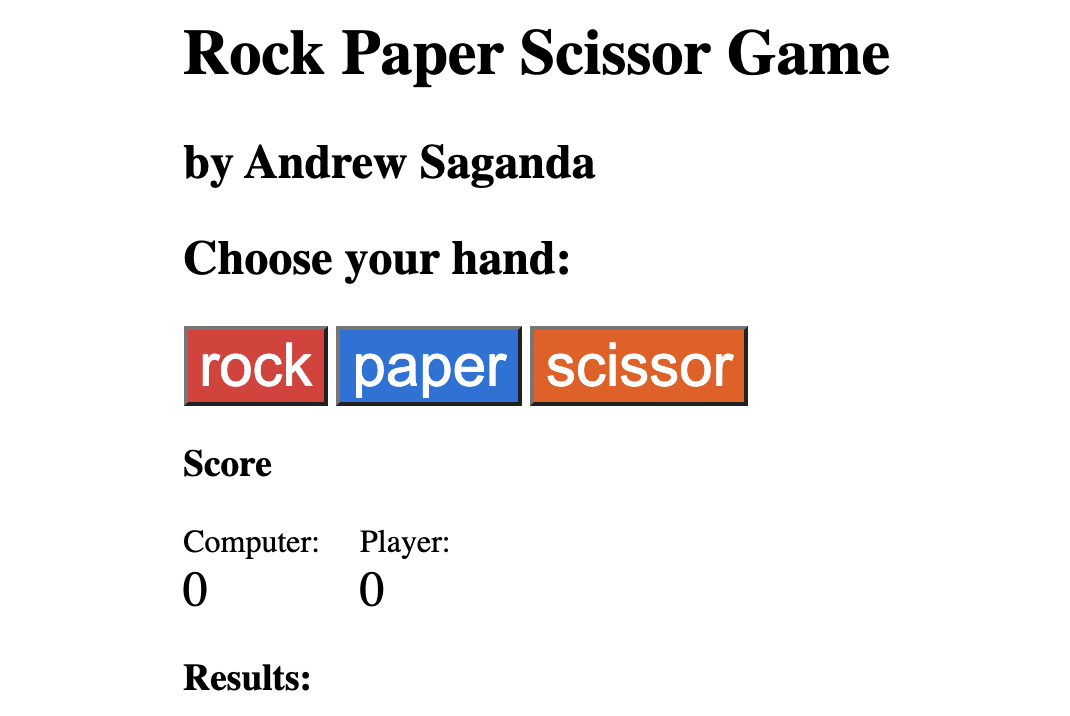 Rock Paper Scissor Game
by Andrew Saganda
Choose your hand:
rock paper scissor
Score
Computer: Player:
0 0
Results: